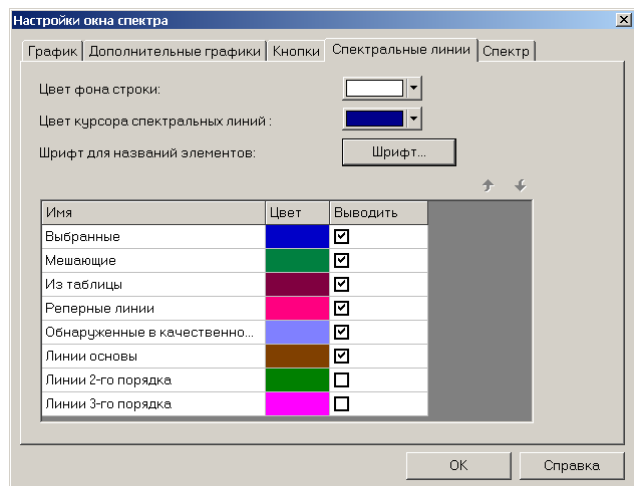 Настройки окна спектра
График Дополнительные графики Кнопки Спектральные линии Спектр
Цвет фона строки:
Цвет курсора спектральных линий :
Шрифт для названий элементов: Шрифт...
Имя Цвет Выводить
Выбранные
Мешающие
Из таблицы
Реперные линии
Обнаруженные в качественно...
Линии основы
Линии 2-го порядка
Линии 3-го порядка
OK Справка